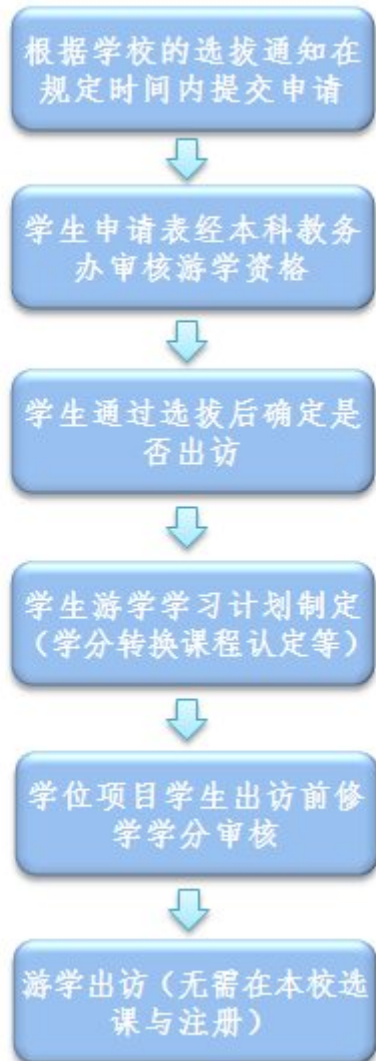 根据学校的选拔通知在
规定时间内提交申请
学生申请表经本科教务
办审核游学资格
学生通过选拔后确定是
否出访
学生游学学习计划制定
（学分转换课程认定等）
学位项目学生出访前修
学学分审核
游学出访（无需在本校选
课与注册）